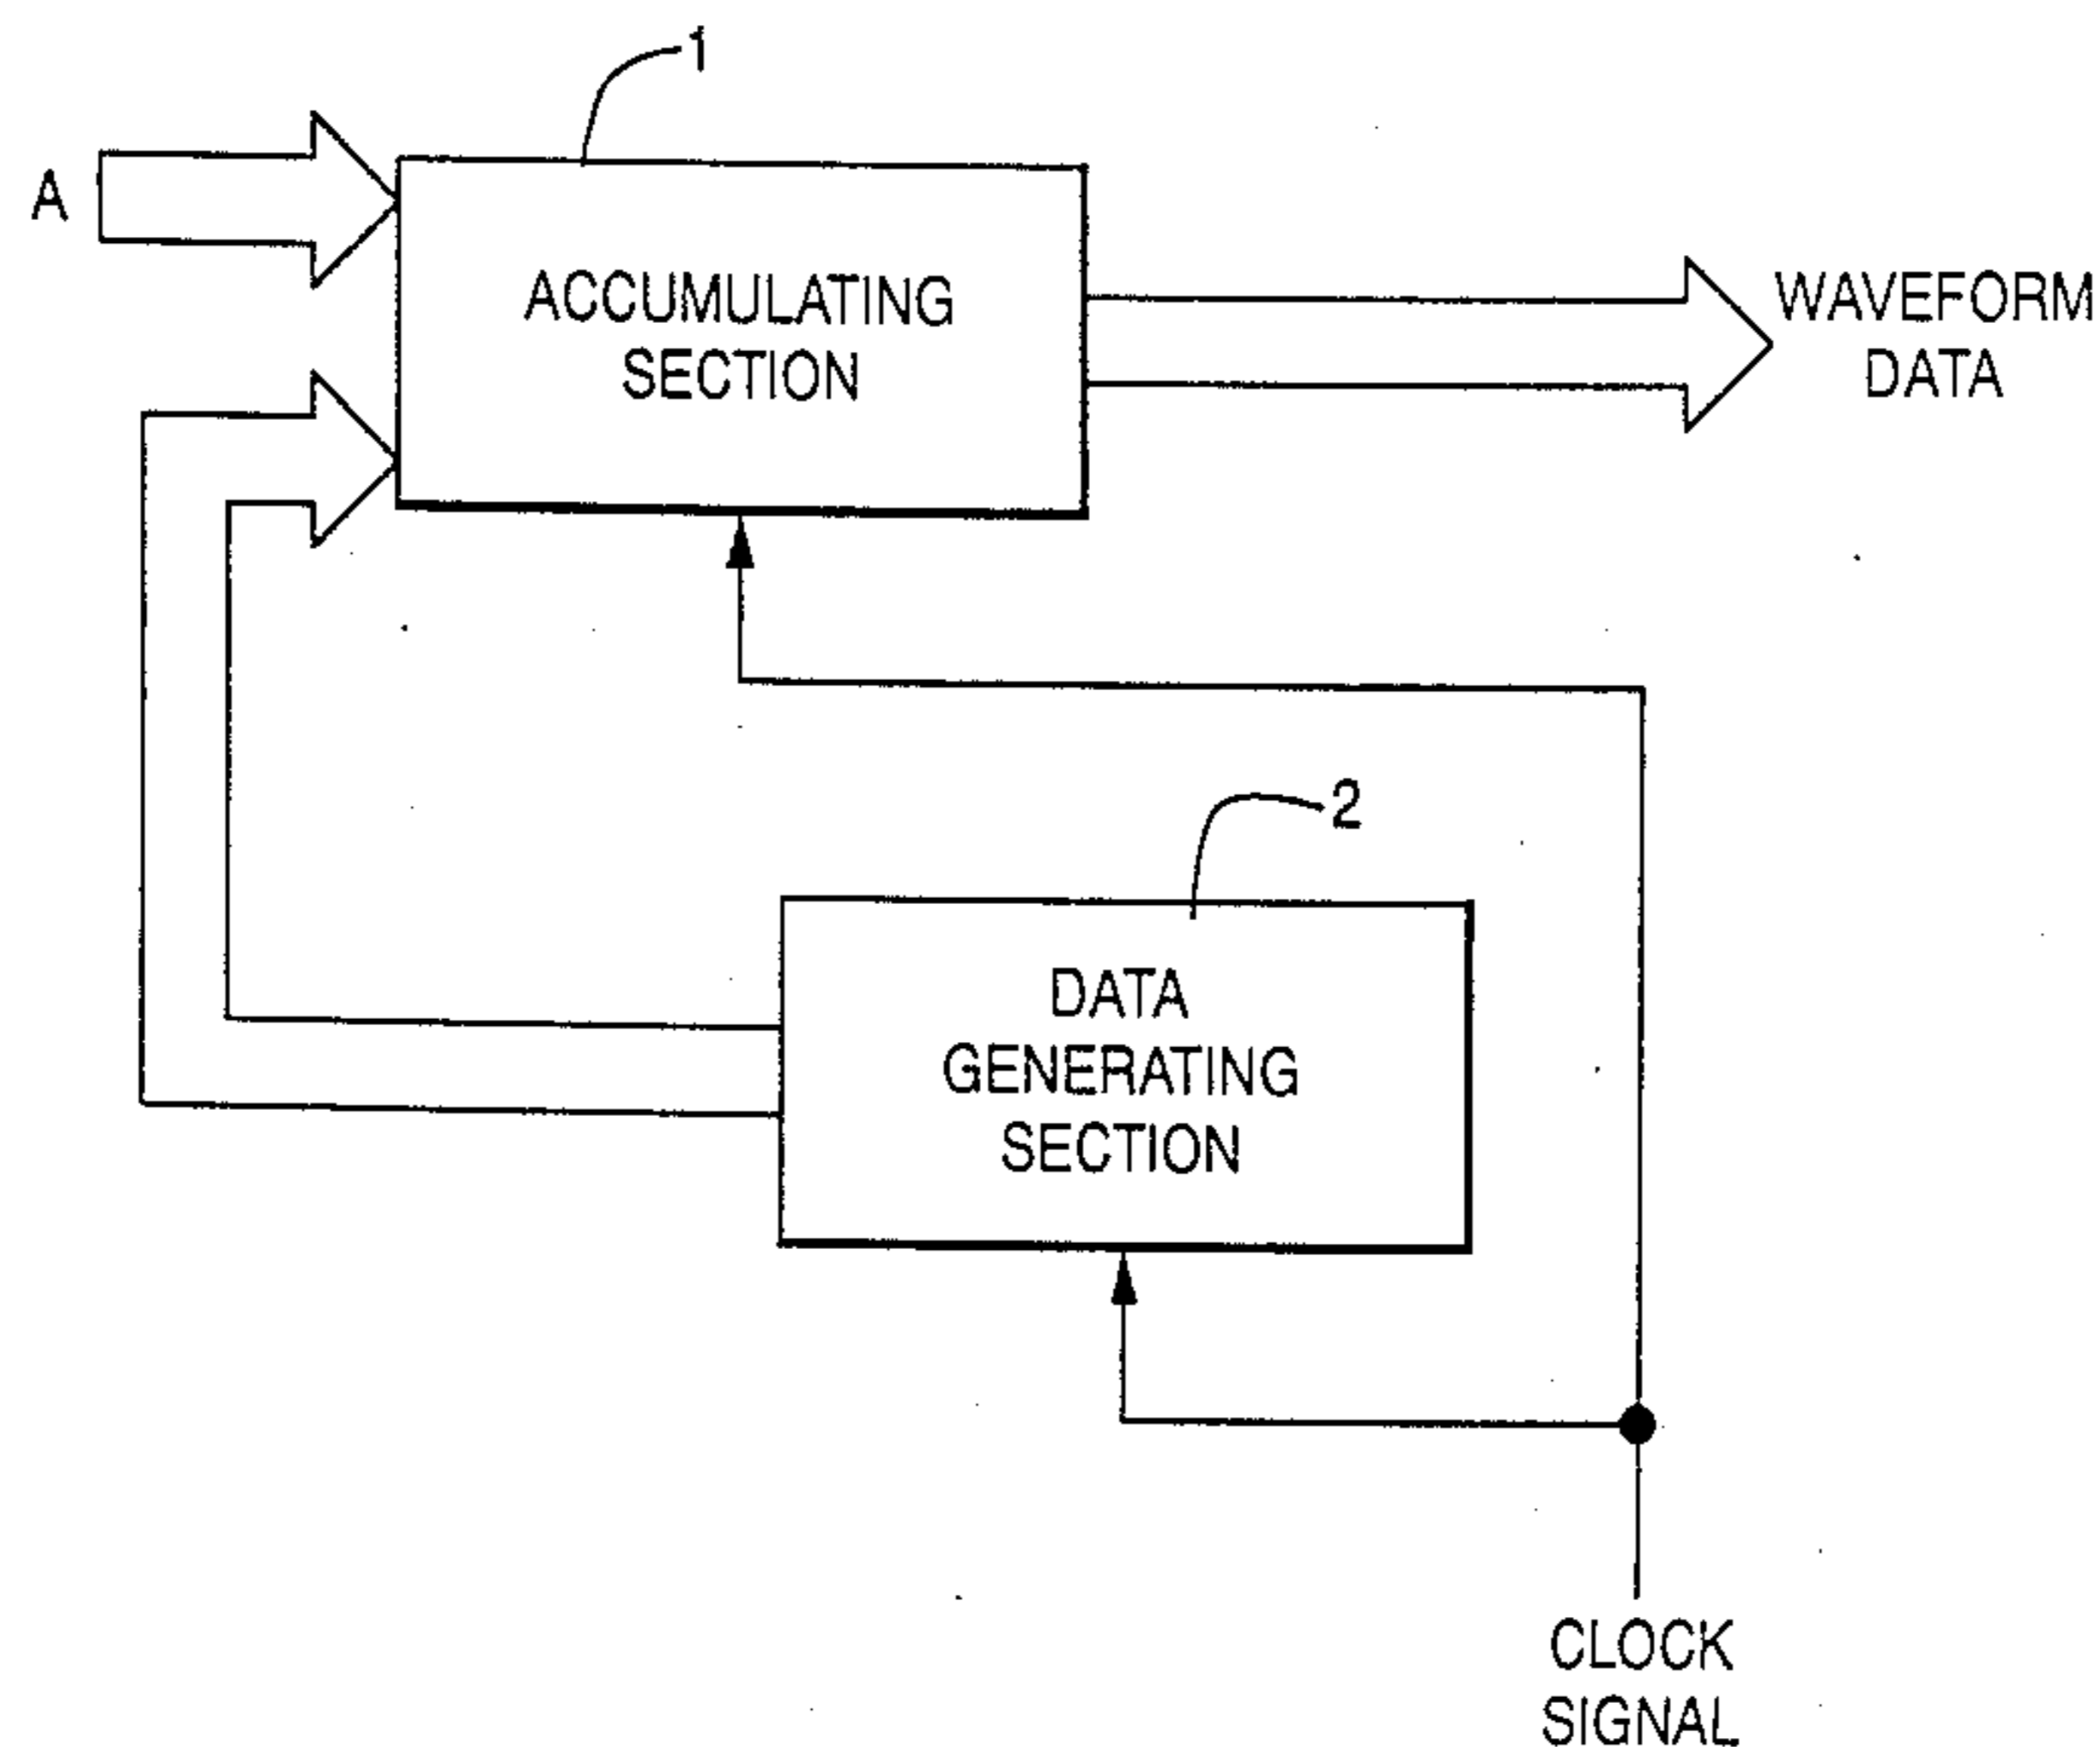 1
A
ACCUMULATING
SECTION
WAVEFORM
DATA
2
DATA
GENERATING
SECTION
CLOCK
SIGNAL